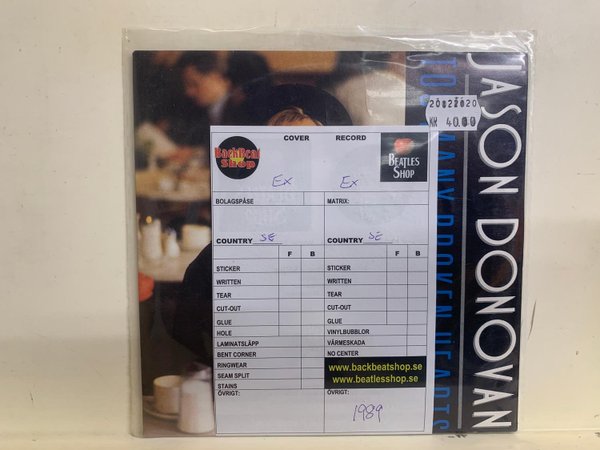 JASON DONOVAN
TOO MANY BROKEN HEARTS
20022020
KR 40.00
COVER RECORD
BackBeat
Shop
BEATLES
SHOP
Ex Ex
BOLAGSPÅSE MATRIX:
COUNTRY SE COUNTRY SE
F B F B
STICKER STICKER
WRITTEN WRITTEN
TEAR TEAR
CUT-OUT CUT-OUT
GLUE GLUE
HOLE VINYLBUBBLOR
LAMINATSLÄPP VÄRMESKADA
BENT CORNER NO CENTER
RINGWEAR
SEAM SPLIT
STAINS
www.backbeatshop.se
www.beatlesshop.se
ÖVRIGT: ÖVRIGT:
1989